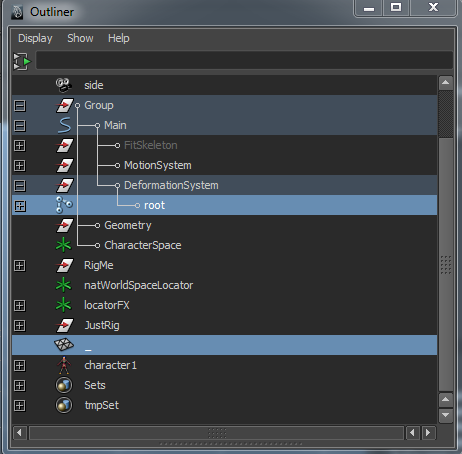 Outliner
Display Show Help
side
Group
Main
FitSkeleton
MotionSystem
DeformationSystem
root
Geometry
CharacterSpace
RigMe
natWorldSpaceLocator
locatorFX
JustRig
_
character1
Sets
tmpSet